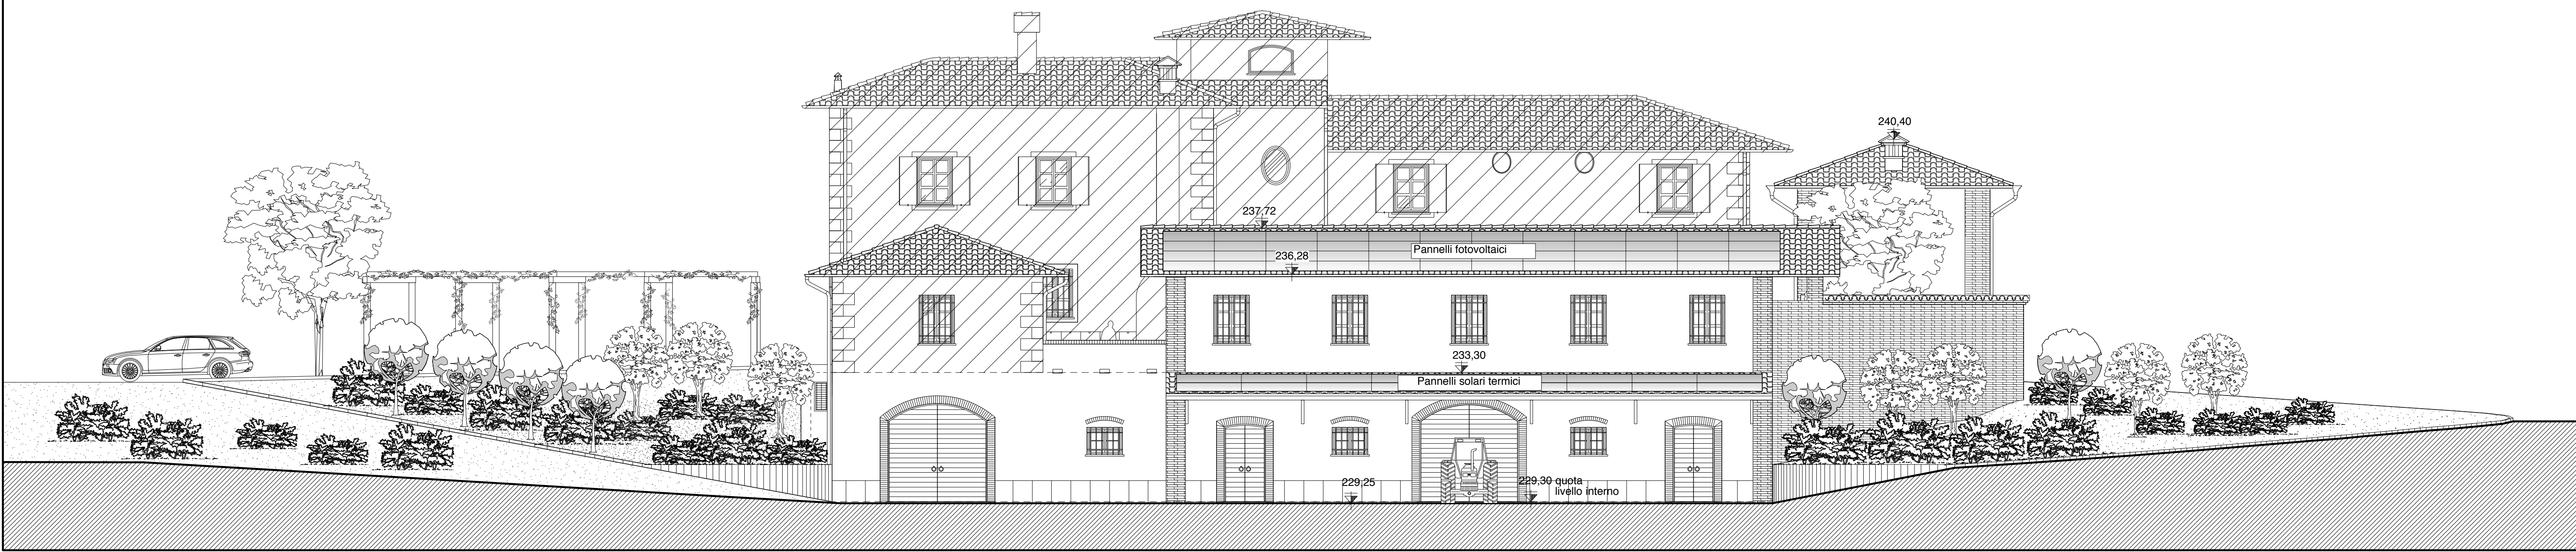 240,40
237,72
Pannelli fotovoltaici
236,28
233,30
Pannelli solari termici
229,25
229,30 quota
livello interno